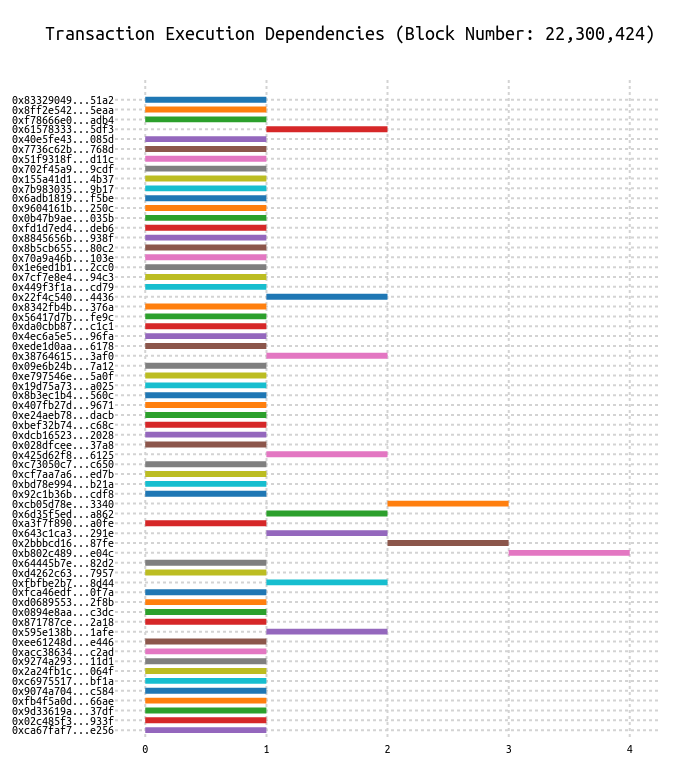 Transaction Execution Dependencies (Block Number: 22,300,424)
0x83329049...51a2
0x8ff2e542...5eaa
0xf78666e0...adb4
0x61578333...5df3
0x40e5fe43...085d
0x7736c62b...768d
0x51f9318f...d11c
0x702f45a9...9cdf
0x155a41d1...4b37
0x7b983035...9b17
0x6adb1819...f5be
0x9604161b...250c
0x0b47b9ae...035b
0xfd1d7ed4...deb6
0x8845656b...938f
0x8b5cb655...80c2
0x70a9a46b...103e
0x1e6ed1b1...2cc0
0x7cf7e8e4...94c3
0x449f3f1a...cd79
0x22f4c540...4436
0x8342fb4b...376a
0x56417d7b...fe9c
0xda0cbb87...c1c1
0x4ec6a5e5...96fa
0xede1d0aa...6178
0x38764615...3af0
0x09e6b24b...7a12
0xe797546e...5a0f
0x19d75a73...a025
0x8b3ec1b4...560c
0x407fb27d...9671
0xe24aeb78...dacb
0xbef32b74...c68c
0xdcb16523...2028
0x028dfcee...37a8
0x425d62f8...6125
0xc73050c7...c650
0xcf7aa7a6...ed7b
0xbd78e994...b21a
0x92c1b36b...cdf8
0xcb05d78e...3340
0x6d35f5ed...a862
0xa3f7f890...a0fe
0x643c1ca3...291e
0x2bbbcd16...87fe
0xb802c489...e04c
0x64445b7e...82d2
0xd4262c63...7957
0xfbfbe2b7...8d44
0xfca46edf...0f7a
0xd0689553...2f8b
0x0894e8aa...c3dc
0x871787ce...2a18
0x595e138b...1afe
0xee61248d...e446
0xacc38634...c2ad
0x9274a293...11d1
0x2a24fb1c...064f
0xc6975517...bf1a
0x9074a704...c584
0xfb4f5a0d...66ae
0x9d33619a...37df
0x02c485f3...933f
0xca67faf7...e256
0 1 2 3 4